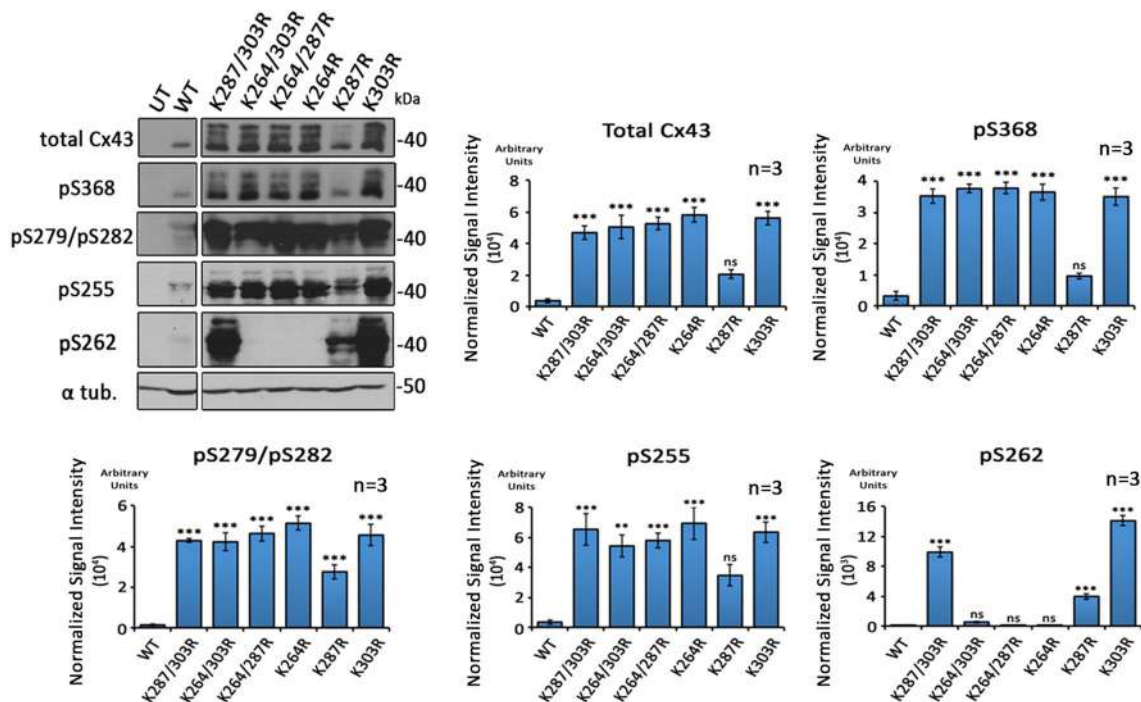 UT
WT
K287/303R
K264/303R
K264/287R
K264R
K287R
K303R
kDa
total Cx43
-40
pS368
-40
pS279/pS282
-40
pS255
-40
pS262
-40
α tub.
-50
Total Cx43
Arbitrary
Units
n=3
Normalized Signal Intensity
(10⁴)
8
6
4
2
0
***
***
***
***
ns
***
WT
K287/303R
K264/303R
K264/287R
K264R
K287R
K303R
pS368
Arbitrary
Units
n=3
Normalized Signal Intensity
(10⁴)
4
3
2
1
0
***
***
***
***
ns
***
WT
K287/303R
K264/303R
K264/287R
K264R
K287R
K303R
pS279/pS282
Arbitrary
Units
n=3
Normalized Signal Intensity
(10⁴)
6
4
2
0
***
***
***
***
***
***
WT
K287/303R
K264/303R
K264/287R
K264R
K287R
K303R
pS255
Arbitrary
Units
n=3
Normalized Signal Intensity
(10⁴)
8
6
4
2
0
***
**
***
***
ns
***
WT
K287/303R
K264/303R
K264/287R
K264R
K287R
K303R
pS262
Arbitrary
Units
n=3
Normalized Signal Intensity
(10³)
16
12
8
4
0
***
ns
ns
ns
***
***
WT
K287/303R
K264/303R
K264/287R
K264R
K287R
K303R